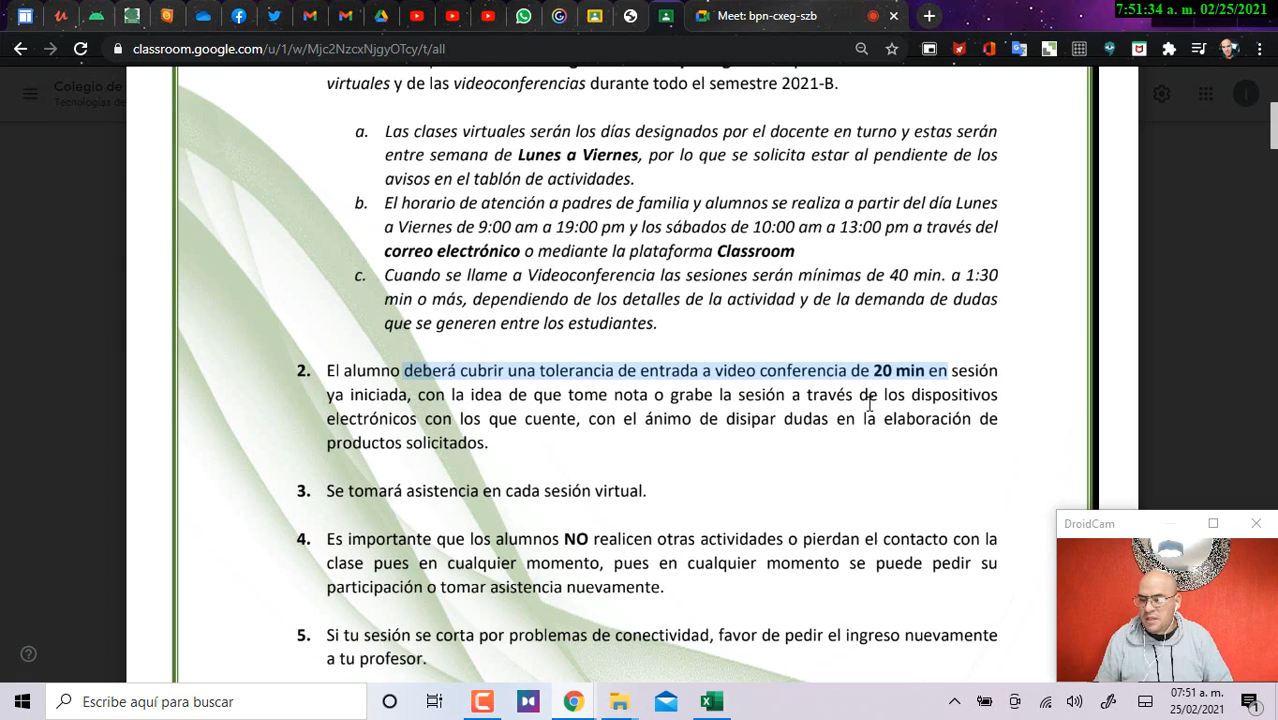 Meet: bpn-cxeg-szb
7:51:34 a. m. 02/25/2021
classroom.google.com/u/1/w/Mjc2NzcxNjgyOTcy/t/all
Colegio de
Tecnologías de
virtuales y de las videoconferencias durante todo el semestre 2021-B.
a. Las clases virtuales serán los días designados por el docente en turno y estas serán
entre semana de Lunes a Viernes, por lo que se solicita estar al pendiente de los
avisos en el tablón de actividades.
b. El horario de atención a padres de familia y alumnos se realiza a partir del día Lunes
a Viernes de 9:00 am a 19:00 pm y los sábados de 10:00 am a 13:00 pm a través del
correo electrónico o mediante la plataforma Classroom
c. Cuando se llame a Videoconferencia las sesiones serán mínimas de 40 min. a 1:30
min o más, dependiendo de los detalles de la actividad y de la demanda de dudas
que se generen entre los estudiantes.
2. El alumno deberá cubrir una tolerancia de entrada a video conferencia de 20 min en sesión
ya iniciada, con la idea de que tome nota o grabe la sesión a través de los dispositivos
electrónicos con los que cuente, con el ánimo de disipar dudas en la elaboración de
productos solicitados.
3. Se tomará asistencia en cada sesión virtual.
4. Es importante que los alumnos NO realicen otras actividades o pierdan el contacto con la
clase pues en cualquier momento, pues en cualquier momento se puede pedir su
participación o tomar asistencia nuevamente.
5. Si tu sesión se corta por problemas de conectividad, favor de pedir el ingreso nuevamente
a tu profesor.
DroidCam
Escribe aquí para buscar
07:51 a. m.
25/02/2021